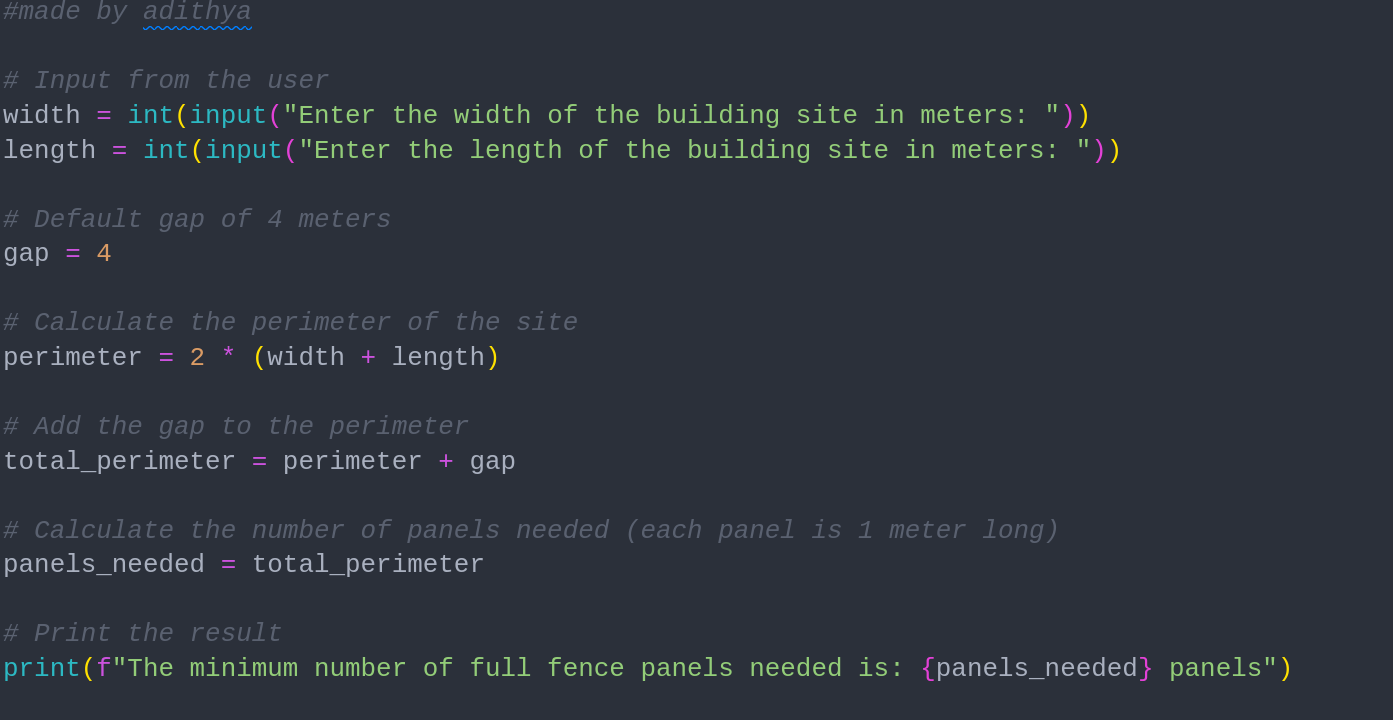 #made by adithya
# Input from the user
width = int(input("Enter the width of the building site in meters: "))
length = int(input("Enter the length of the building site in meters: "))
# Default gap of 4 meters
gap = 4
# Calculate the perimeter of the site
perimeter = 2 * (width + length)
# Add the gap to the perimeter
total_perimeter = perimeter + gap
# Calculate the number of panels needed (each panel is 1 meter long)
panels_needed = total_perimeter
# Print the result
print(f"The minimum number of full fence panels needed is: {panels_needed} panels")